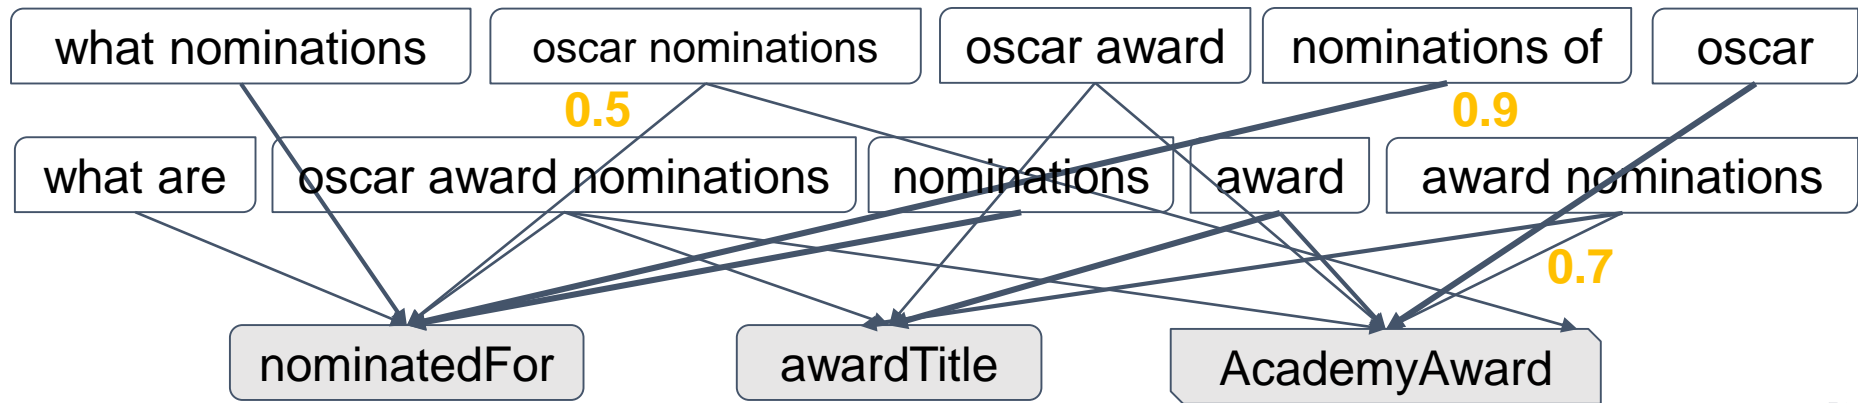 what nominations
oscar nominations
oscar award
nominations of
oscar
0.5
0.9
what are
oscar award nominations
nominations
award
award nominations
0.7
nominatedFor
awardTitle
AcademyAward